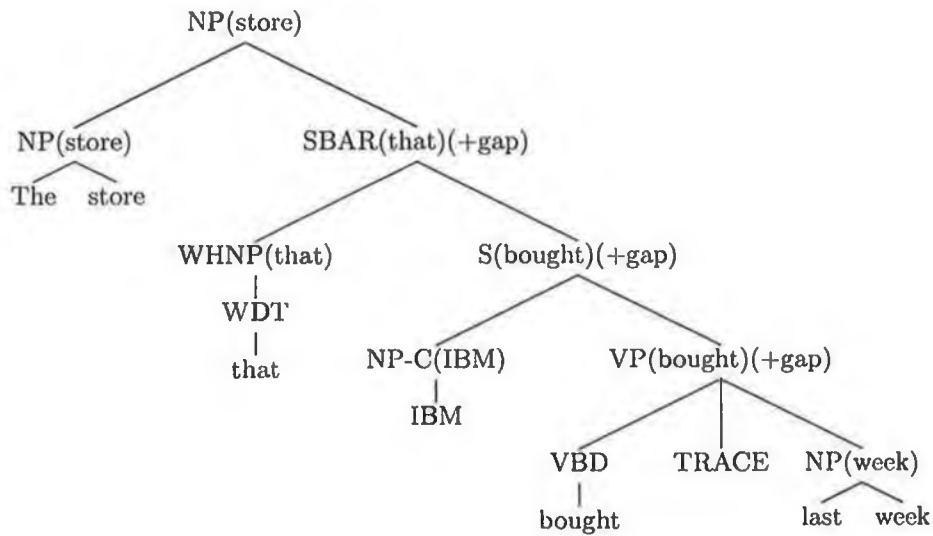 NP(store)
NP(store) SBAR(that)(+gap)
The store
WHNP(that) S(bought)(+gap)
WDT
that NP-C(IBM) VP(bought)(+gap)
IBM
VBD TRACE NP(week)
bought last week